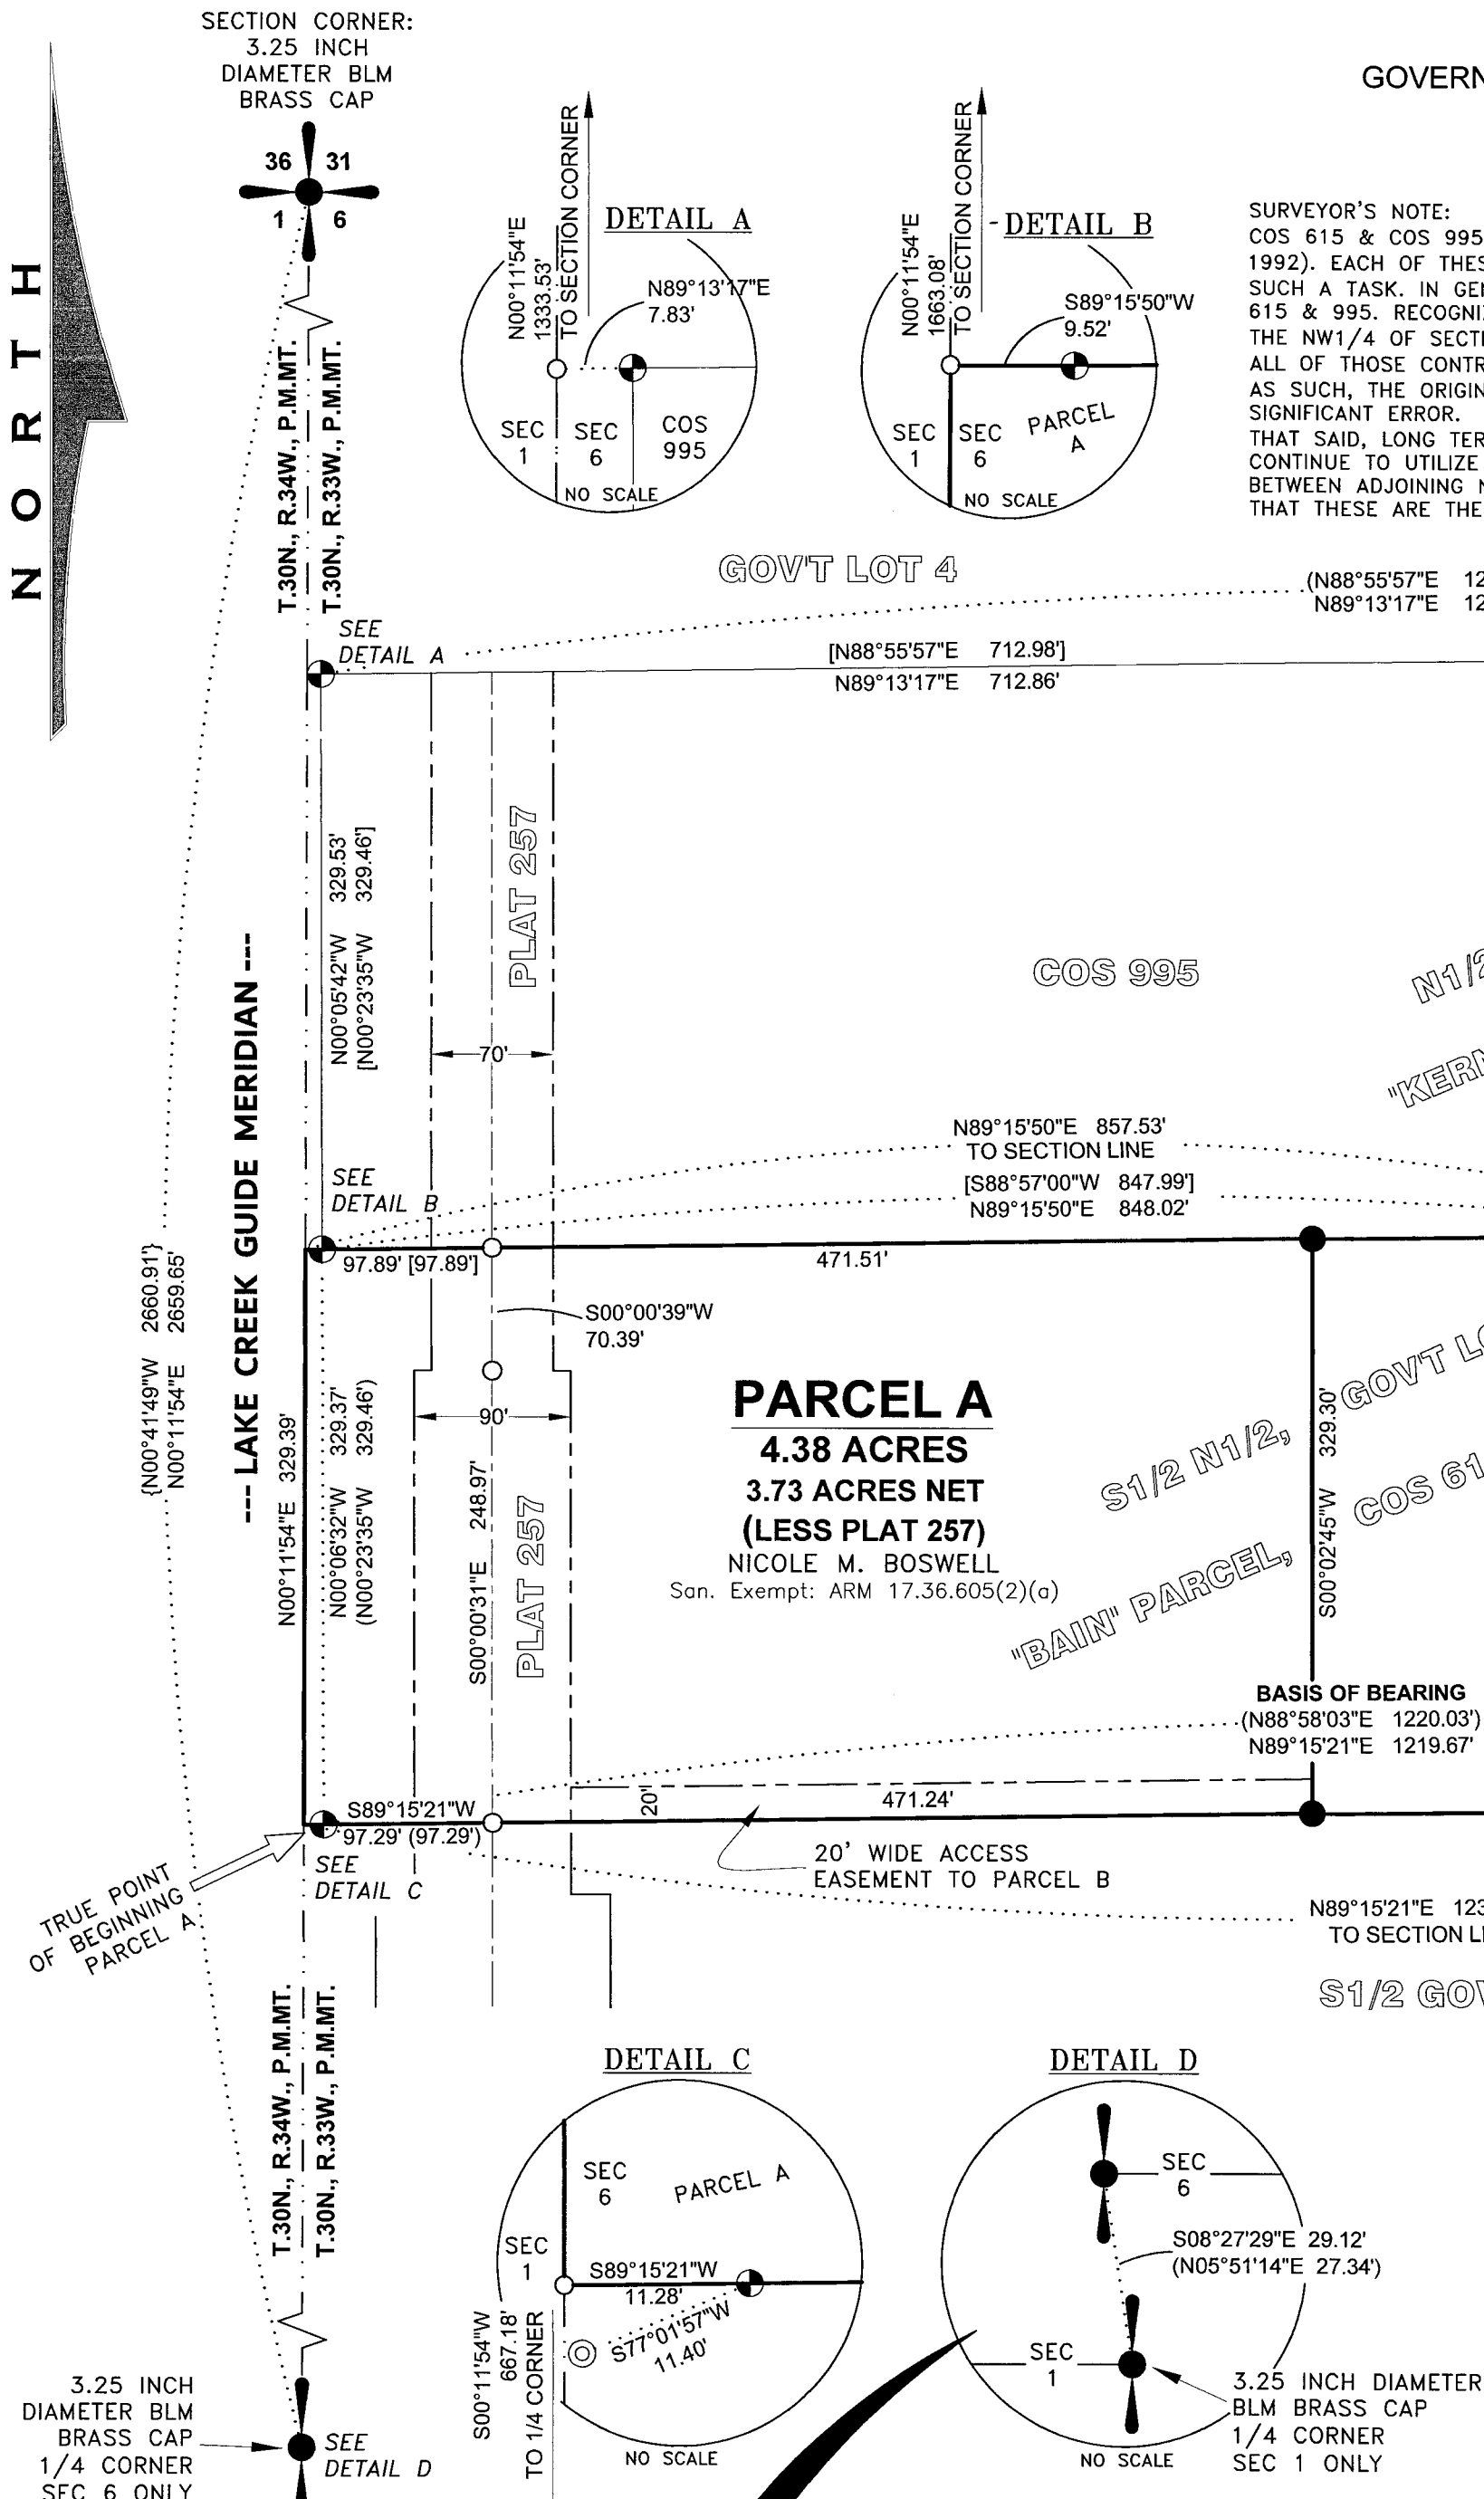 SECTION CORNER:
3.25 INCH
DIAMETER BLM
BRASS CAP
36 31
1 6
NORTH
T.30N., R.34W., P.M.MT.
T.30N., R.33W., P.M.MT.
DETAIL A
N00°11'54"E
1333.53'
TO SECTION CORNER
N89°13'17"E
7.83'
SEC
1
SEC
6
COS
995
NO SCALE
DETAIL B
N00°11'54"E
1663.08'
TO SECTION CORNER
S89°15'50"W
9.52'
SEC
1
SEC
6
PARCEL
A
NO SCALE
GOVERN
SURVEYOR'S NOTE:
COS 615 & COS 995
1992). EACH OF THES
SUCH A TASK. IN GEN
615 & 995. RECOGNI
THE NW1/4 OF SECTI
ALL OF THOSE CONTR
AS SUCH, THE ORIGIN
SIGNIFICANT ERROR.
THAT SAID, LONG TER
CONTINUE TO UTILIZE
BETWEEN ADJOINING N
THAT THESE ARE THE
GOV'T LOT 4
(N88°55'57"E 12
N89°13'17"E 12
SEE
DETAIL A
[N88°55'57"E 712.98']
N89°13'17"E 712.86'
N00°05'42"W 329.53'
[N00°23'35"W 329.46']
PLAT 257
COS 995
N1/2
"KERN
70'
--- LAKE CREEK GUIDE MERIDIAN ---
{N00°41'49"W 2660.91'}
N00°11'54"E 2659.65'
SEE
DETAIL B
N89°15'50"E 857.53'
TO SECTION LINE
[S88°57'00"W 847.99']
N89°15'50"E 848.02'
97.89' [97.89']
471.51'
S00°00'39"W
70.39'
90'
PARCEL A
4.38 ACRES
3.73 ACRES NET
(LESS PLAT 257)
NICOLE M. BOSWELL
San. Exempt: ARM 17.36.605(2)(a)
N00°11'54"E 329.39'
N00°06'32"W 329.37'
(N00°23'35"W 329.46')
S00°00'31"E 248.97'
PLAT 257
S1/2 N1/2, GOV'T LO
"BAIN" PARCEL, COS 61
S00°02'45"W 329.30'
BASIS OF BEARING
(N88°58'03"E 1220.03')
N89°15'21"E 1219.67'
S89°15'21"W
97.29' (97.29')
20'
471.24'
20' WIDE ACCESS
EASEMENT TO PARCEL B
SEE
DETAIL C
TRUE POINT
OF BEGINNING
PARCEL A
N89°15'21"E 123
TO SECTION LI
S1/2 GOV
T.30N., R.34W., P.M.MT.
T.30N., R.33W., P.M.MT.
DETAIL C
SEC
6
PARCEL A
SEC
1
S89°15'21"W
11.28'
S77°01'57"W
11.40'
S00°11'54"W
667.18'
TO 1/4 CORNER
NO SCALE
DETAIL D
SEC
6
S08°27'29"E 29.12'
(N05°51'14"E 27.34')
SEC
1
3.25 INCH DIAMETER
BLM BRASS CAP
1/4 CORNER
SEC 1 ONLY
NO SCALE
3.25 INCH
DIAMETER BLM
BRASS CAP
1/4 CORNER
SEC 6 ONLY
SEE
DETAIL D